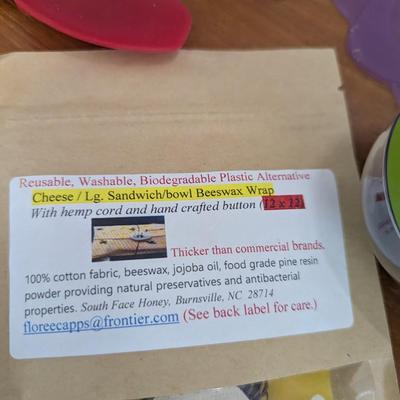 Reusable, Washable, Biodegradable Plastic Alternative
Cheese / Lg. Sandwich/bowl Beeswax Wrap
With hemp cord and hand crafted button (12 x 12)
Thicker than commercial brands.
100% cotton fabric, beeswax, jojoba oil, food grade pine resin
powder providing natural preservatives and antibacterial
properties. South Face Honey, Burnsville, NC 28714
floreecapps@frontier.com (See back label for care.)